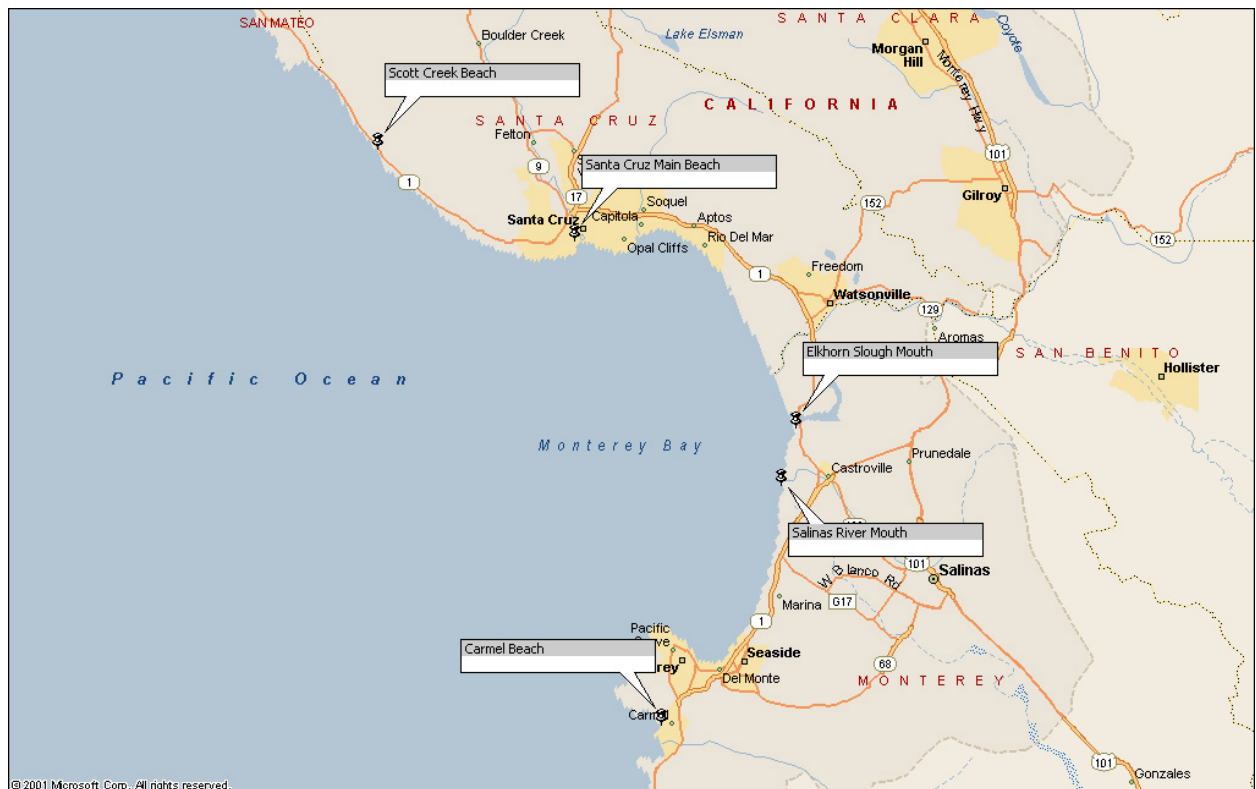 SAN MATEO
Boulder Creek
Lake Elsman
SANTA CLARA
Coyote
Morgan
Hill
Monterey Hwy
Scott Creek Beach
CALIFORNIA
SANTA CRUZ
Felton
9
101
Santa Cruz Main Beach
1
17
Gilroy
152
Soquel
Santa Cruz
Capitola
Aptos
Rio Del Mar
152
Opal Cliffs
1
Freedom
Watsonville
129
Aromas
Elkhorn Slough Mouth
SAN BENITO
Hollister
Pacific Ocean
Monterey Bay
Prunedale
Castroville
Salinas River Mouth
101
Salinas
W Blanco Rd
G17
Marina
1
Pacific
Carmel Beach
Seaside
68
Del Monte
MONTEREY
Carmel
101
Gonzales
© 2001 Microsoft Corp. All rights reserved.